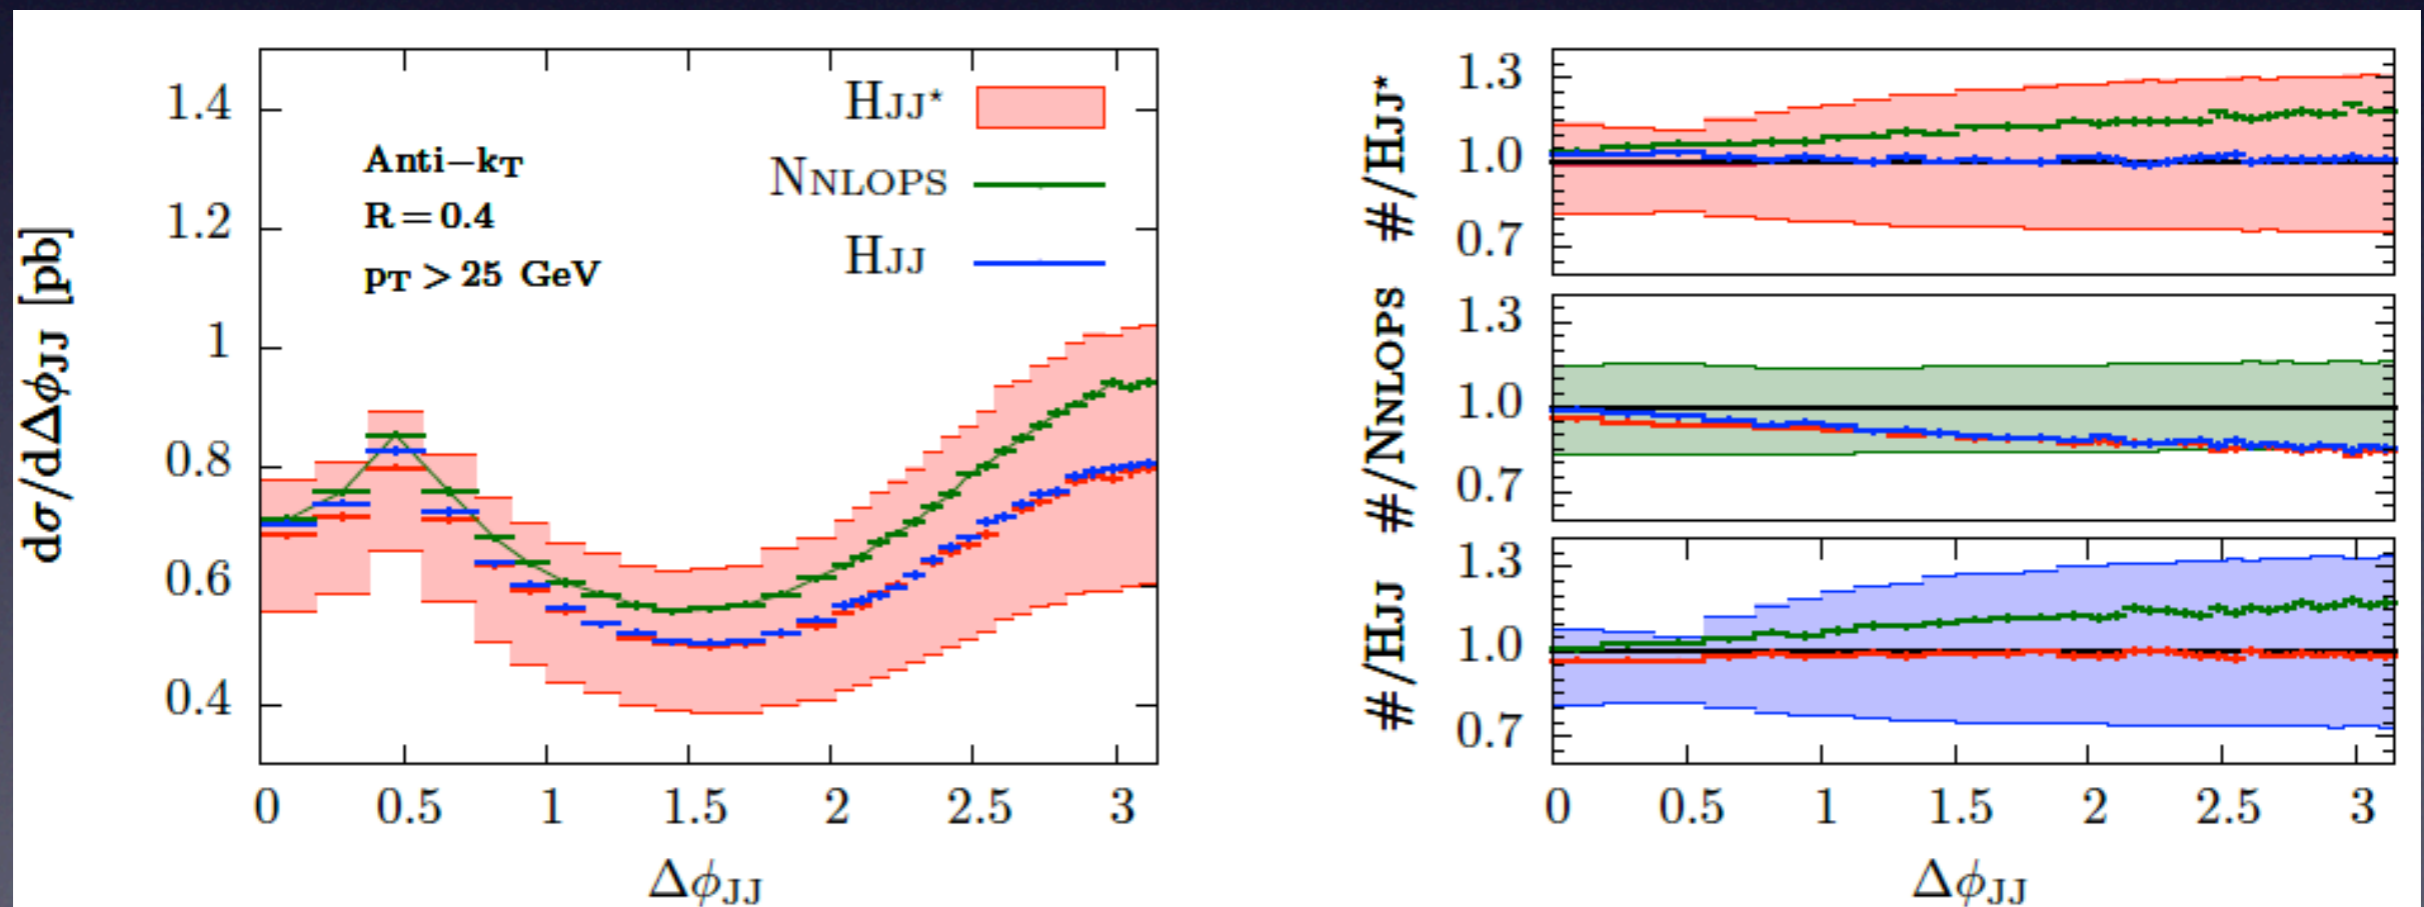 dσ/dΔϕJJ [pb]
1.4
1.2
1
0.8
0.6
0.4
Anti−kT
R = 0.4
pT > 25 GeV
HJJ⋆
NNLOPS
HJJ
0 0.5 1 1.5 2 2.5 3
ΔϕJJ
#/HJJ⋆
1.3
1.0
0.7
#/NNLOPS
1.3
1.0
0.7
#/HJJ
1.3
1.0
0.7
0 0.5 1 1.5 2 2.5 3
ΔϕJJ